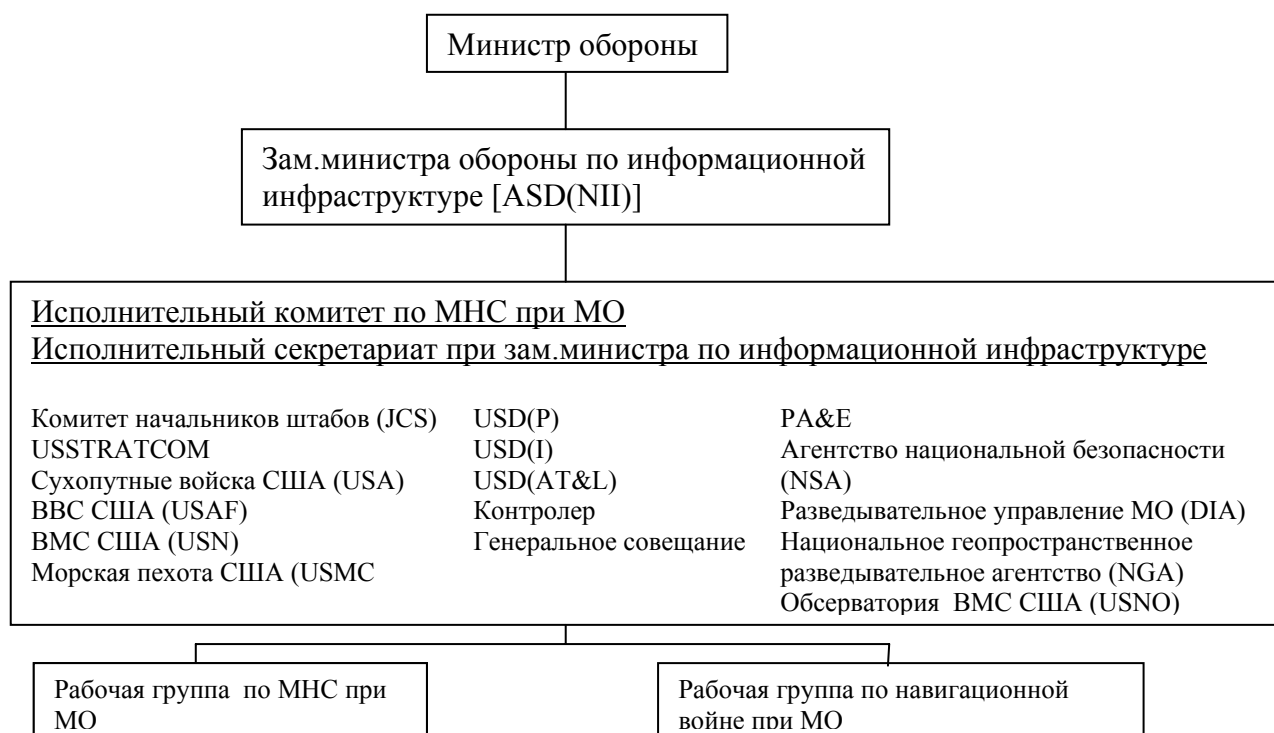 Министр обороны
Зам.министра обороны по информационной
инфраструктуре [ASD(NII)]
Исполнительный комитет по МНС при МО
Исполнительный секретариат при зам.министра по информационной инфраструктуре
Комитет начальников штабов (JCS)
USSTRATCOM
Сухопутные войска США (USA)
ВВС США (USAF)
ВМС США (USN)
Морская пехота США (USMC
USD(P)
USD(I)
USD(AT&L)
Контролер
Генеральное совещание
PA&E
Агентство национальной безопасности
(NSA)
Разведывательное управление МО (DIA)
Национальное геопространственное
разведывательное агентство (NGA)
Обсерватория ВМС США (USNO)
Рабочая группа по МНС при
МО
Рабочая группа по навигационной
войне при МО